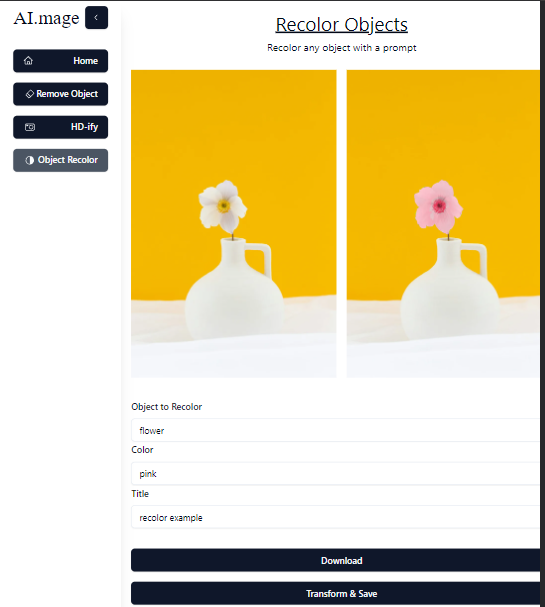 AI.mage
Home
Remove Object
HD-ify
Object Recolor
Recolor Objects
Recolor any object with a prompt
Object to Recolor
flower
Color
pink
Title
recolor example
Download
Transform & Save